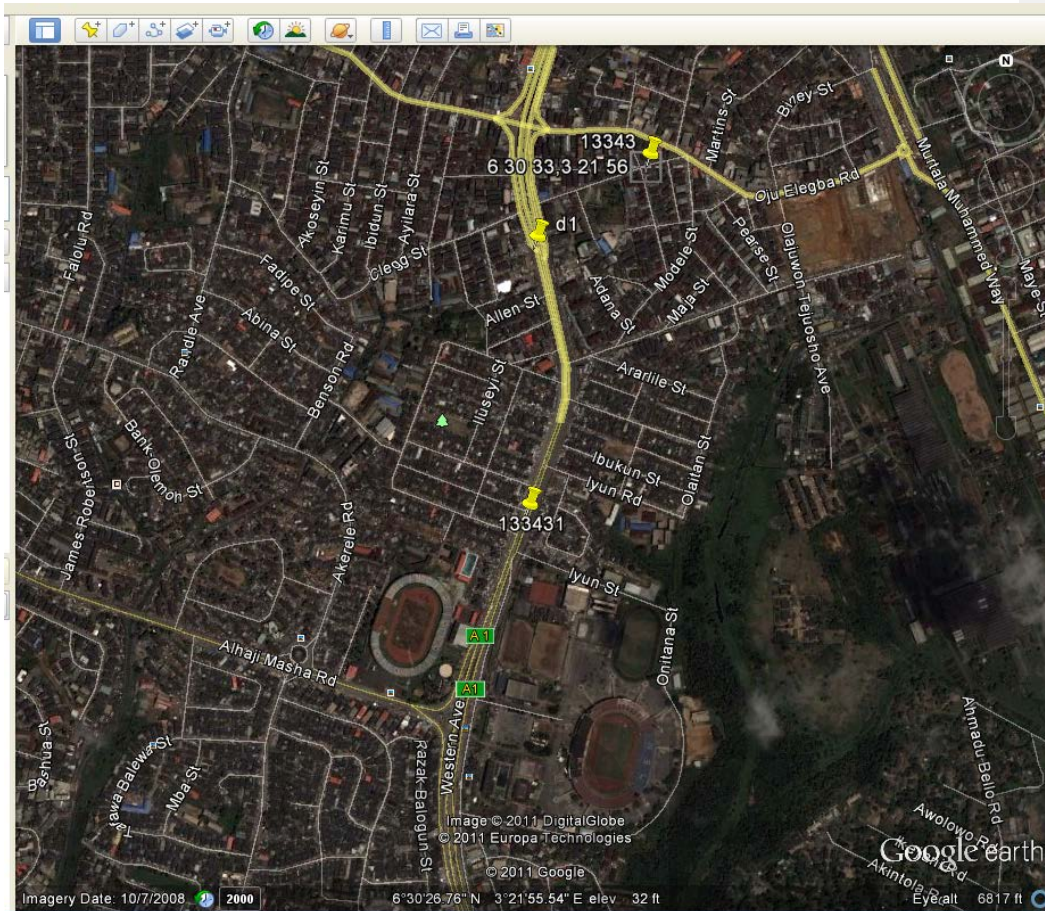 N
Martins St
Birley St
13343
6 30 33,3 21 56
Murtala Muhammed Way
Oju Elegba Rd
Akoseyin St
Karimu St
Ibidun St
Ayilara St
d1
Falolu Rd
Clegg St
Pearse St
Modele St
Olajuwon Tejuosho Ave
Maye St
Fadipe St
Allen St
Adana St
Maja St
Abina St
Randle Ave
Benson Rd
Iluseyi St
Ararlile St
Bank-Olemoh St
Ibukun St
Iyun Rd
Olaitan St
James Robertson St
133431
Akerele Rd
Iyun St
A1
Alhaji Masha Rd
Onitana St
A1
Western Ave
Bashua St
Tafawa Balewa St
Mba St
Razak-Balogun St
Ahmadu Bello Rd
Image © 2011 DigitalGlobe
© 2011 Europa Technologies
Awolowo Rd
Google earth
© 2011 Google
Imagery Date: 10/7/2008
2000
6°30'26.76" N
3°21'55.54" E
elev
32 ft
Eye alt
6817 ft